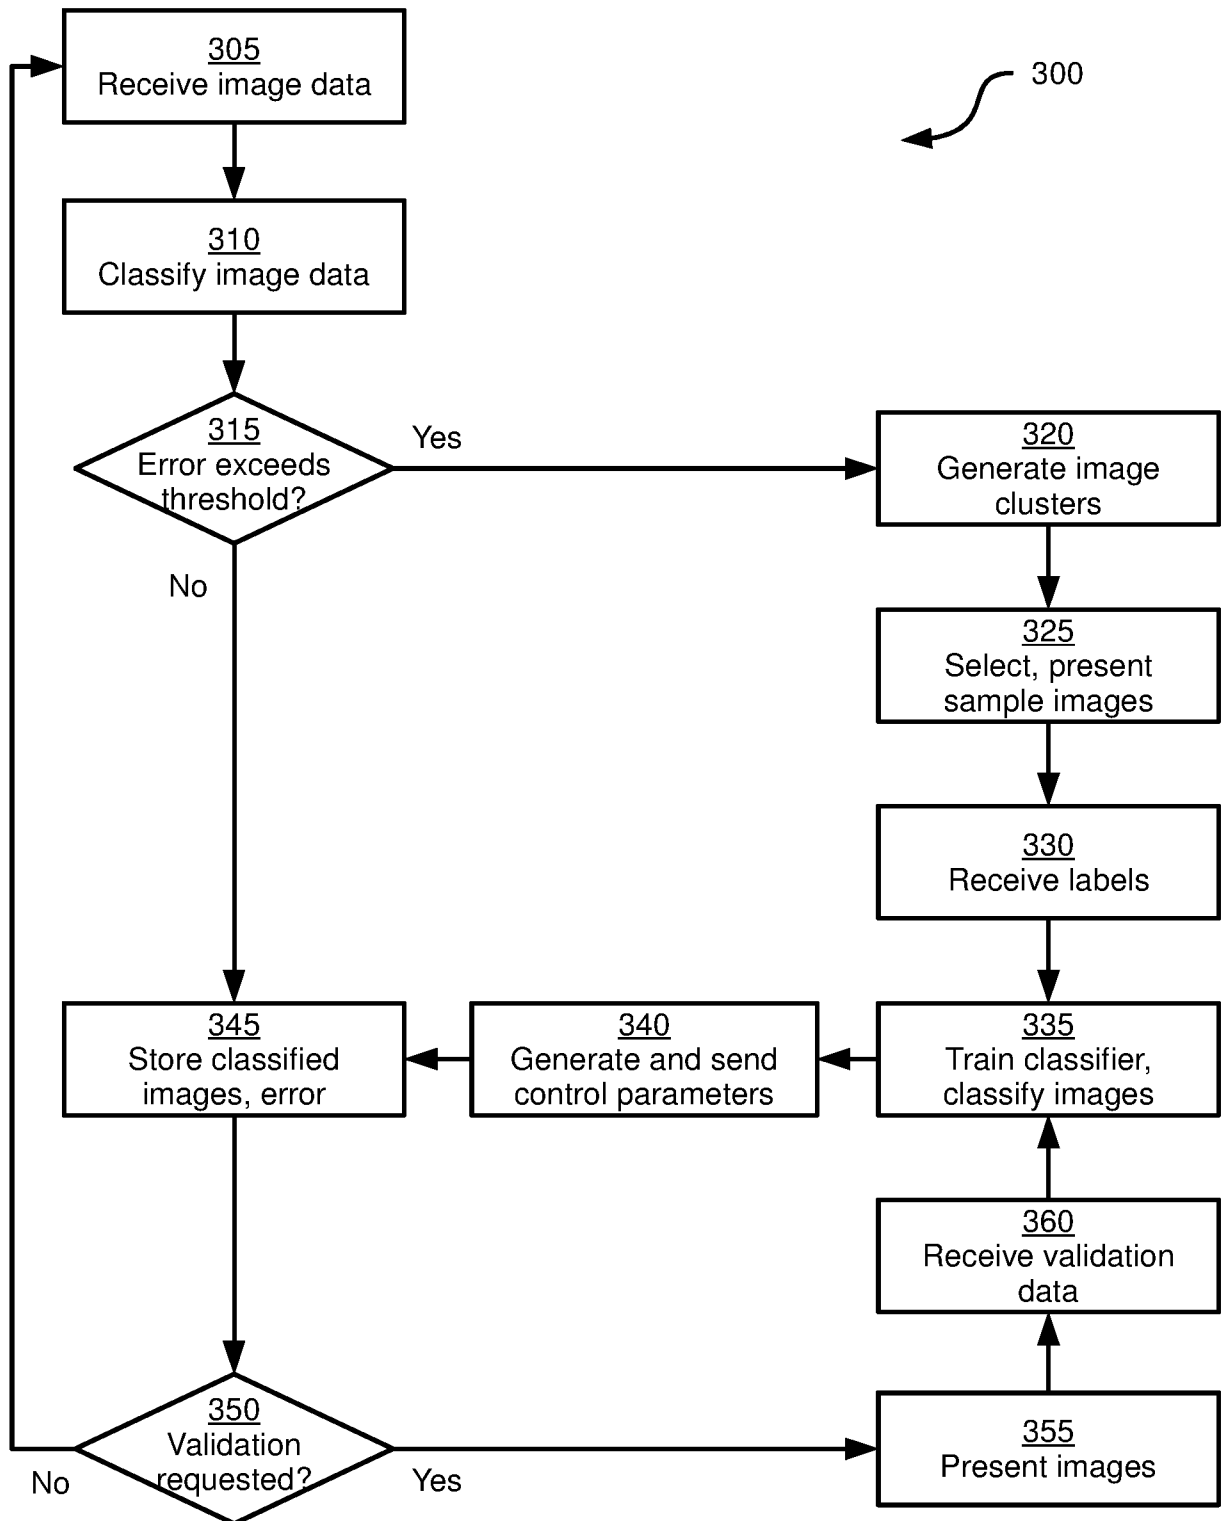 305
Receive image data
300
310
Classify image data
315
Error exceeds
threshold?
Yes
No
320
Generate image
clusters
325
Select, present
sample images
330
Receive labels
335
Train classifier,
classify images
340
Generate and send
control parameters
345
Store classified
images, error
360
Receive validation
data
350
Validation
requested?
No
Yes
355
Present images